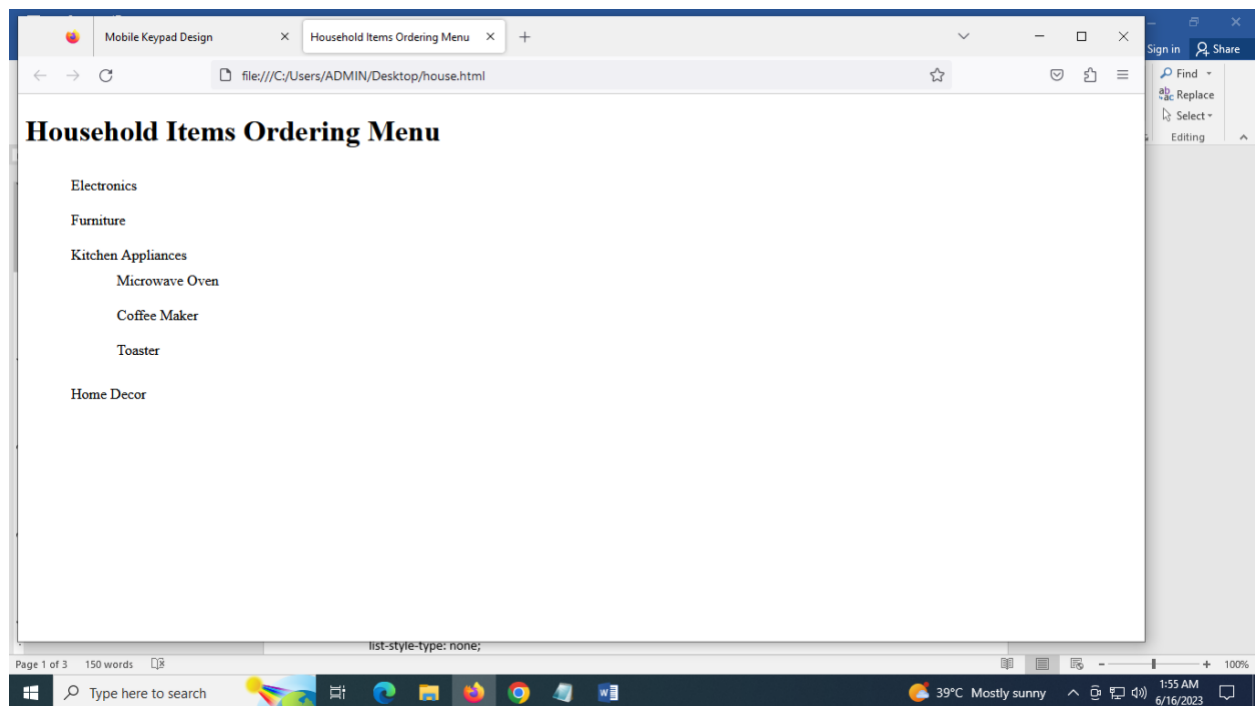 Mobile Keypad Design
Household Items Ordering Menu
Sign in Share
file:///C:/Users/ADMIN/Desktop/house.html
Find
Replace
Select
Editing
Household Items Ordering Menu
Electronics
Furniture
Kitchen Appliances
Microwave Oven
Coffee Maker
Toaster
Home Decor
list-style-type: none;
Page 1 of 3 150 words 100%
Type here to search 39°C Mostly sunny 1:55 AM
6/16/2023